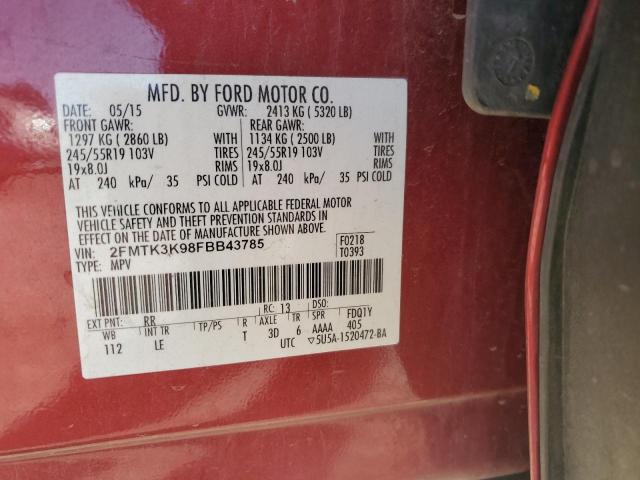 MFD. BY FORD MOTOR CO.
DATE: 05/15 GVWR: 2413 KG ( 5320 LB)
FRONT GAWR: REAR GAWR:
1297 KG ( 2860 LB) WITH 1134 KG ( 2500 LB) WITH
245/55R19 103V TIRES 245/55R19 103V TIRES
19x8.0J RIMS 19x8.0J RIMS
AT 240 kPa/ 35 PSI COLD AT 240 kPa/ 35 PSI COLD
THIS VEHICLE CONFORMS TO ALL APPLICABLE FEDERAL MOTOR
VEHICLE SAFETY AND THEFT PREVENTION STANDARDS IN
EFFECT ON THE DATE OF MANUFACTURE SHOWN ABOVE.
VIN: 2FMTK3K98FBB43785 F0218
TYPE: MPV T0393
EXT PNT: RR RC: 13 DSO: FDQ1Y
WB INT TR TP/PS R AXLE TR SPR 405
112 LE T 3D 6 AAAA
UTC ▽5U5A-1520472-BA